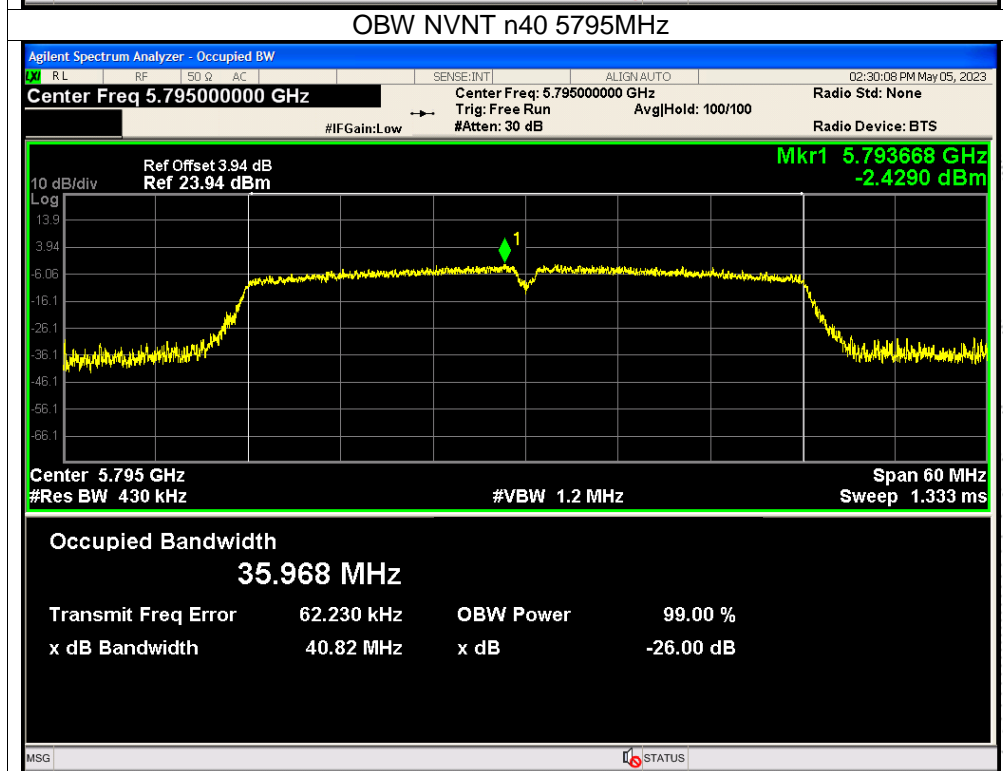 OBW NVNT n40 5795MHz
Agilent Spectrum Analyzer - Occupied BW
LXI RL RF 50 Ω AC SENSE:INT ALIGN AUTO 02:30:08 PM May 05, 2023
Center Freq 5.795000000 GHz Center Freq: 5.795000000 GHz Radio Std: None
Trig: Free Run Avg|Hold: 100/100
#IFGain:Low #Atten: 30 dB Radio Device: BTS
Mkr1 5.793668 GHz
Ref Offset 3.94 dB
10 dB/div Ref 23.94 dBm -2.4290 dBm
Log
13.9
1
3.94
-6.06
-16.1
-26.1
-36.1
-46.1
-56.1
-66.1
Center 5.795 GHz Span 60 MHz
#Res BW 430 kHz #VBW 1.2 MHz Sweep 1.333 ms
Occupied Bandwidth
35.968 MHz
Transmit Freq Error 62.230 kHz OBW Power 99.00 %
x dB Bandwidth 40.82 MHz x dB -26.00 dB
MSG STATUS